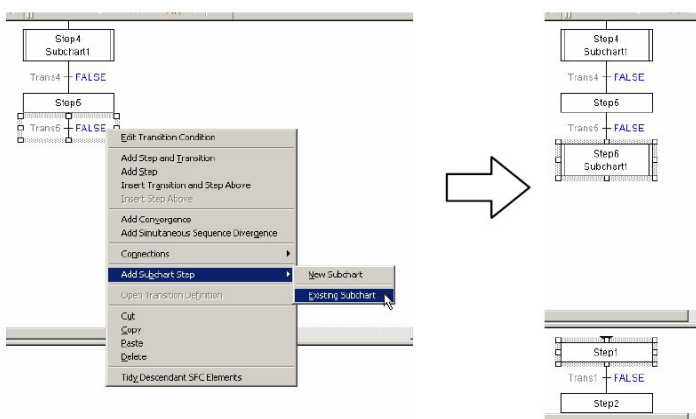 Step4
Subchart1
Trans4 FALSE
Step5
Trans5 FALSE
Edit Transition Condition
Add Step and Transition
Add Step
Insert Transition and Step Above
Insert Step Above
Add Convergence
Add Simultaneous Sequence Divergence
Connections
Add Subchart Step
Open Transition Definition
Cut
Copy
Paste
Delete
Tidy Descendant SFC Elements
New Subchart
Existing Subchart
Step4
Subchart1
Trans4 FALSE
Step5
Trans5 FALSE
Step6
Subchart1
Step1
Trans1 FALSE
Step2